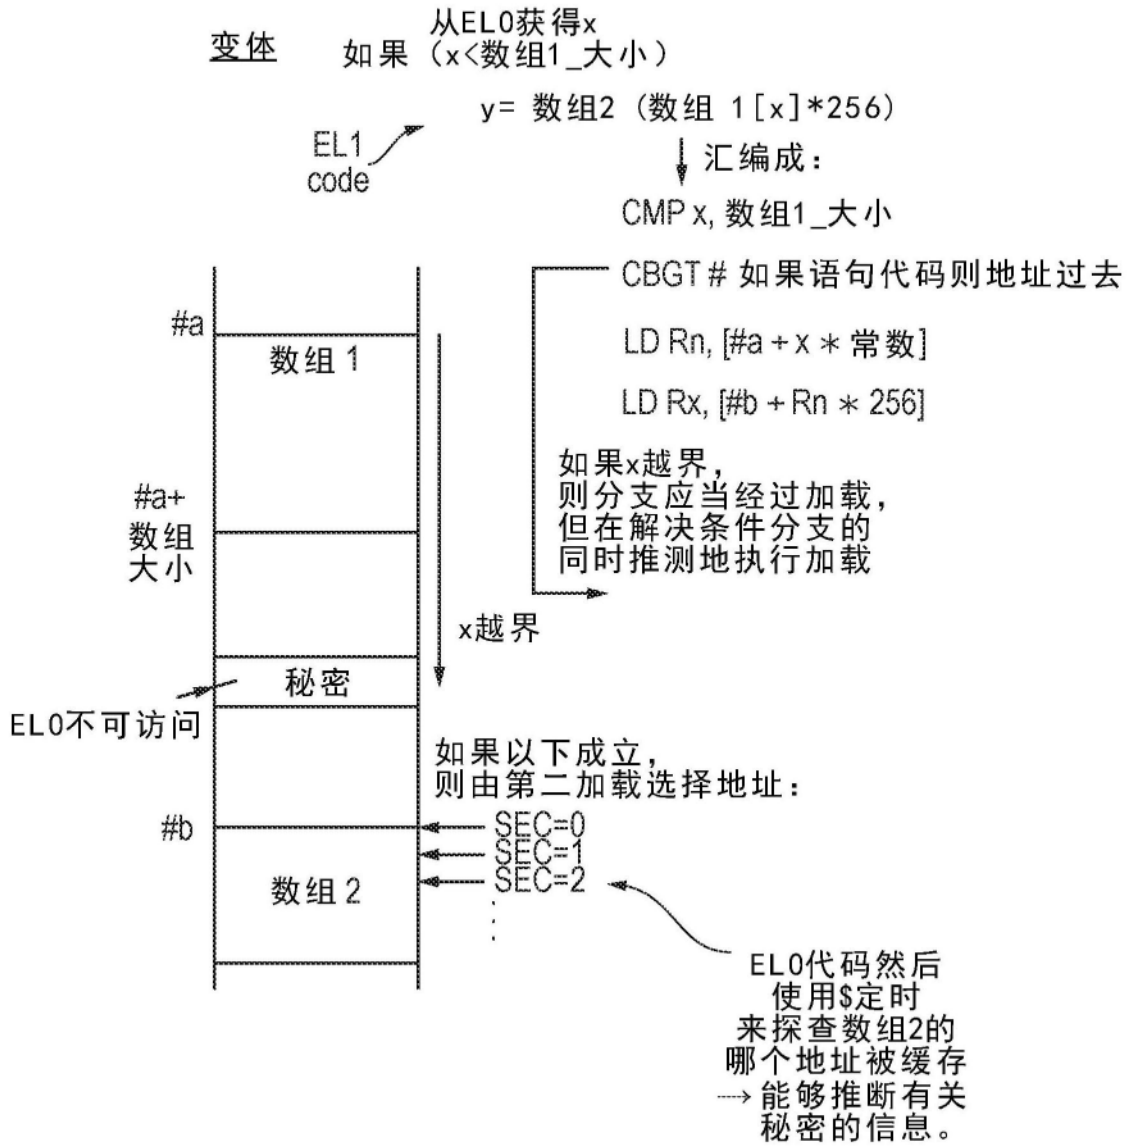 变体
从EL0获得x
如果（x<数组1_大小）
y= 数组2（数组 1[x]*256）
EL1
code
汇编成：
CMP x, 数组1_大小
CBGT # 如果语句代码则地址过去
LD Rn, [#a + x * 常数]
LD Rx, [#b + Rn * 256]
如果x越界，
则分支应当经过加载，
但在解决条件分支的
同时推测地执行加载
#a
数组 1
#a+
数组
大小
x越界
秘密
EL0不可访问
如果以下成立，
则由第二加载选择地址：
#b
SEC=0
SEC=1
SEC=2
数组 2
EL0代码然后
使用$定时
来探查数组2的
哪个地址被缓存
→ 能够推断有关
秘密的信息。